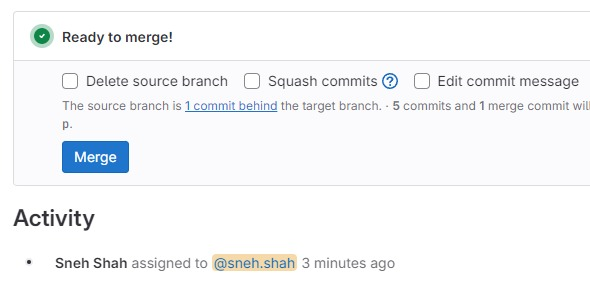 Ready to merge!
Delete source branch Squash commits Edit commit message
The source branch is 1 commit behind the target branch. · 5 commits and 1 merge commit will
p.
Merge
Activity
Sneh Shah assigned to @sneh.shah 3 minutes ago